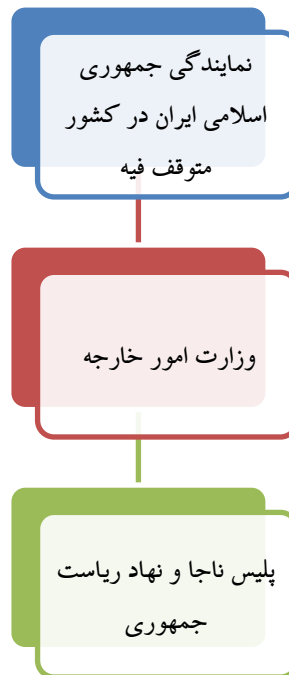 نمایندگی جمهوری
اسلامی ایران در کشور
متوقف فیه
وزارت امور خارجه
پلیس ناجا و نهاد ریاست
جمهوری